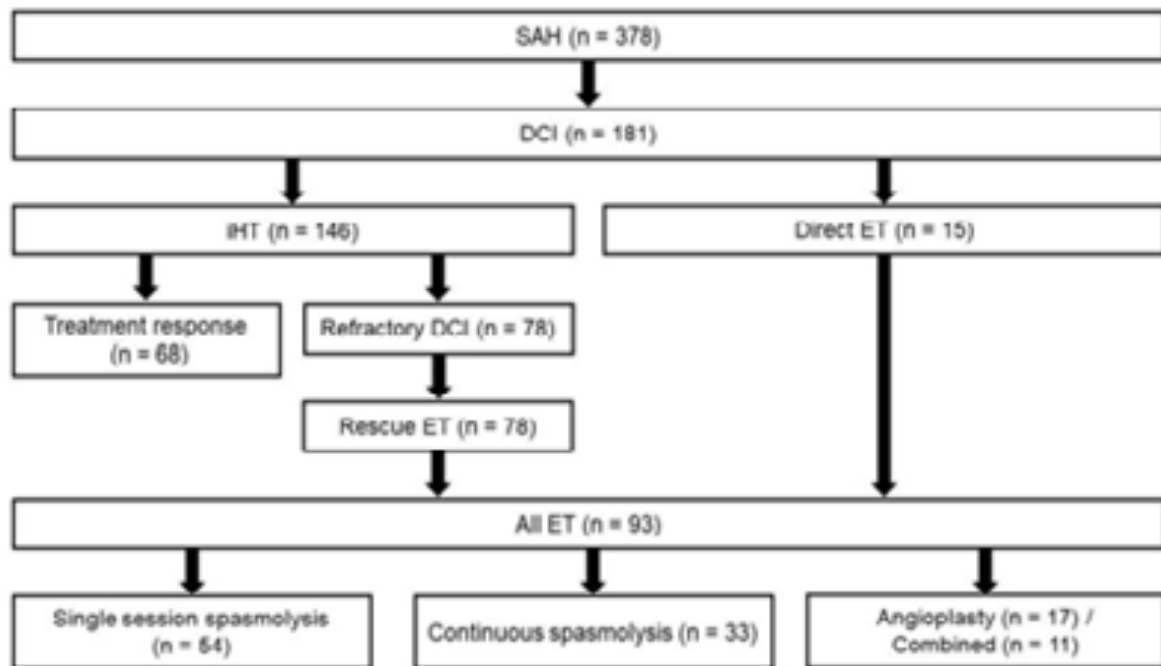 SAH (n = 378)
DCI (n = 181)
iHT (n = 146)
Direct ET (n = 15)
Treatment response
(n = 68)
Refractory DCI (n = 78)
Rescue ET (n = 78)
All ET (n = 93)
Single session spasmolysis
(n = 54)
Continuous spasmolysis (n = 33)
Angioplasty (n = 17) /
Combined (n = 11)